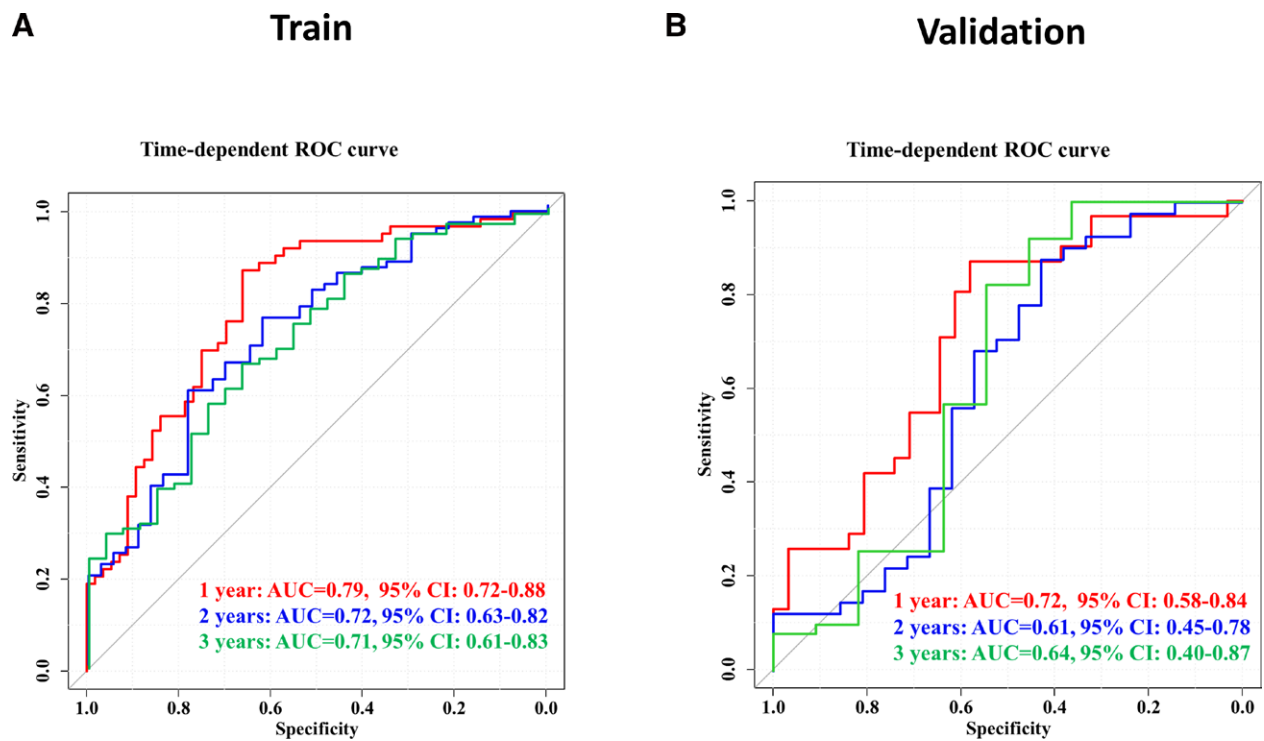 A
Train
Time-dependent ROC curve
1.0
0.8
0.6
0.4
0.2
0.0
Sensitivity
1 year: AUC=0.79, 95% CI: 0.72-0.88
2 years: AUC=0.72, 95% CI: 0.63-0.82
3 years: AUC=0.71, 95% CI: 0.61-0.83
1.0 0.8 0.6 0.4 0.2 0.0
Specificity
B
Validation
Time-dependent ROC curve
1.0
0.8
0.6
0.4
0.2
0.0
Sensitivity
1 year: AUC=0.72, 95% CI: 0.58-0.84
2 years: AUC=0.61, 95% CI: 0.45-0.78
3 years: AUC=0.64, 95% CI: 0.40-0.87
1.0 0.8 0.6 0.4 0.2 0.0
Specificity